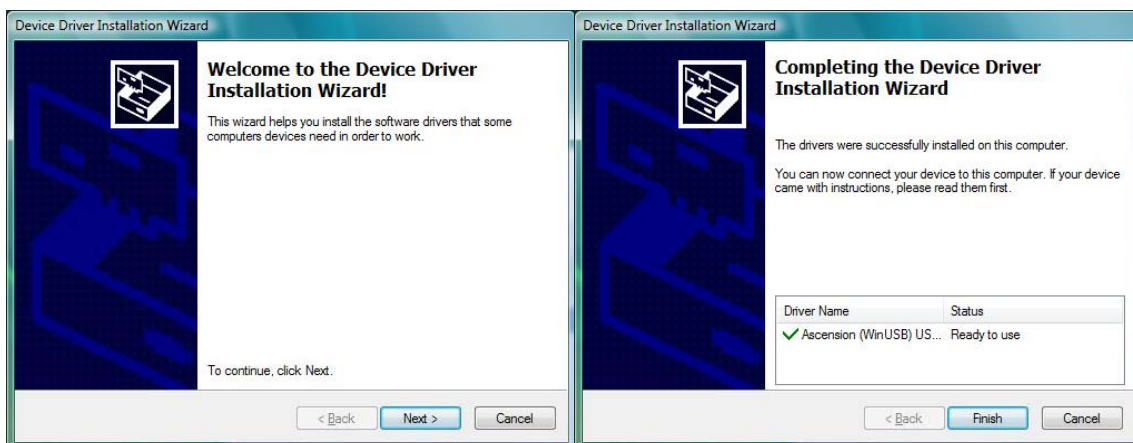 Device Driver Installation Wizard
Welcome to the Device Driver
Installation Wizard!
This wizard helps you install the software drivers that some
computers devices need in order to work.
To continue, click Next.
< Back
Next >
Cancel
Device Driver Installation Wizard
Completing the Device Driver
Installation Wizard
The drivers were successfully installed on this computer.
You can now connect your device to this computer. If your device
came with instructions, please read them first.
Driver Name Status
Ascension (WinUSB) US... Ready to use
< Back
Finish
Cancel